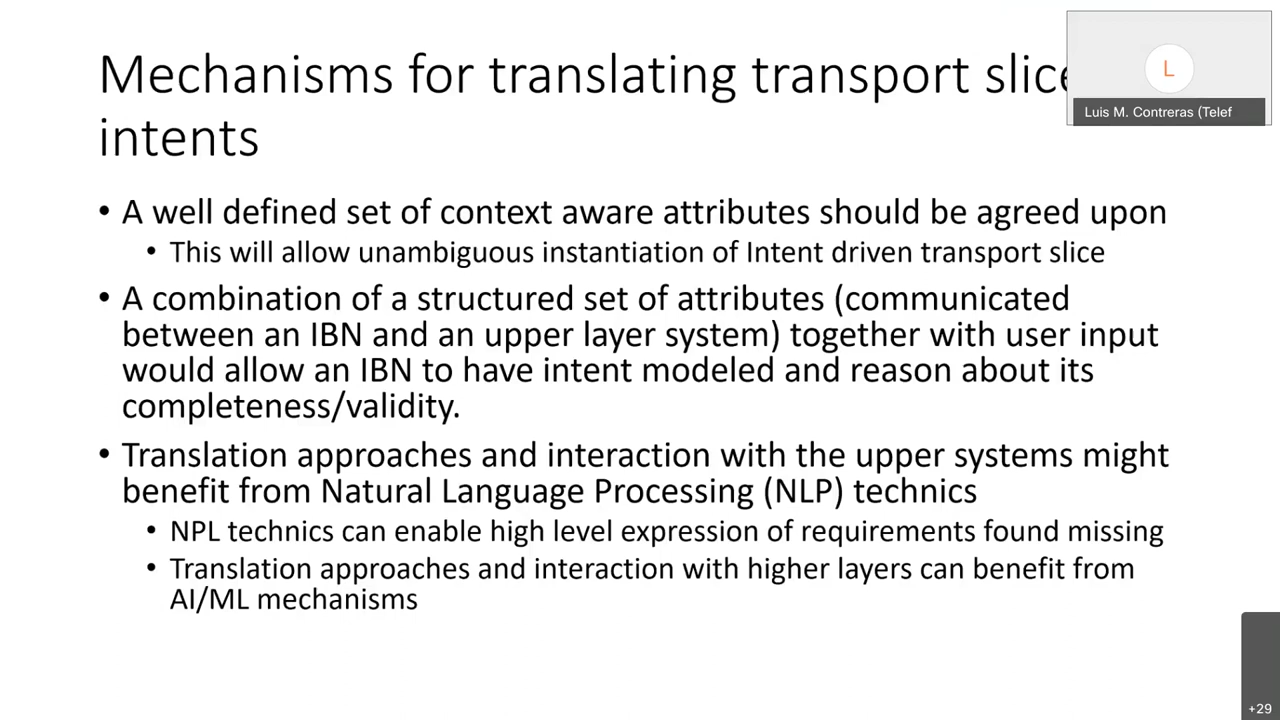 Mechanisms for translating transport slice
intents
L
Luis M. Contreras (Telef
• A well defined set of context aware attributes should be agreed upon
• This will allow unambiguous instantiation of Intent driven transport slice
• A combination of a structured set of attributes (communicated
between an IBN and an upper layer system) together with user input
would allow an IBN to have intent modeled and reason about its
completeness/validity.
• Translation approaches and interaction with the upper systems might
benefit from Natural Language Processing (NLP) technics
• NPL technics can enable high level expression of requirements found missing
• Translation approaches and interaction with higher layers can benefit from
AI/ML mechanisms
+29